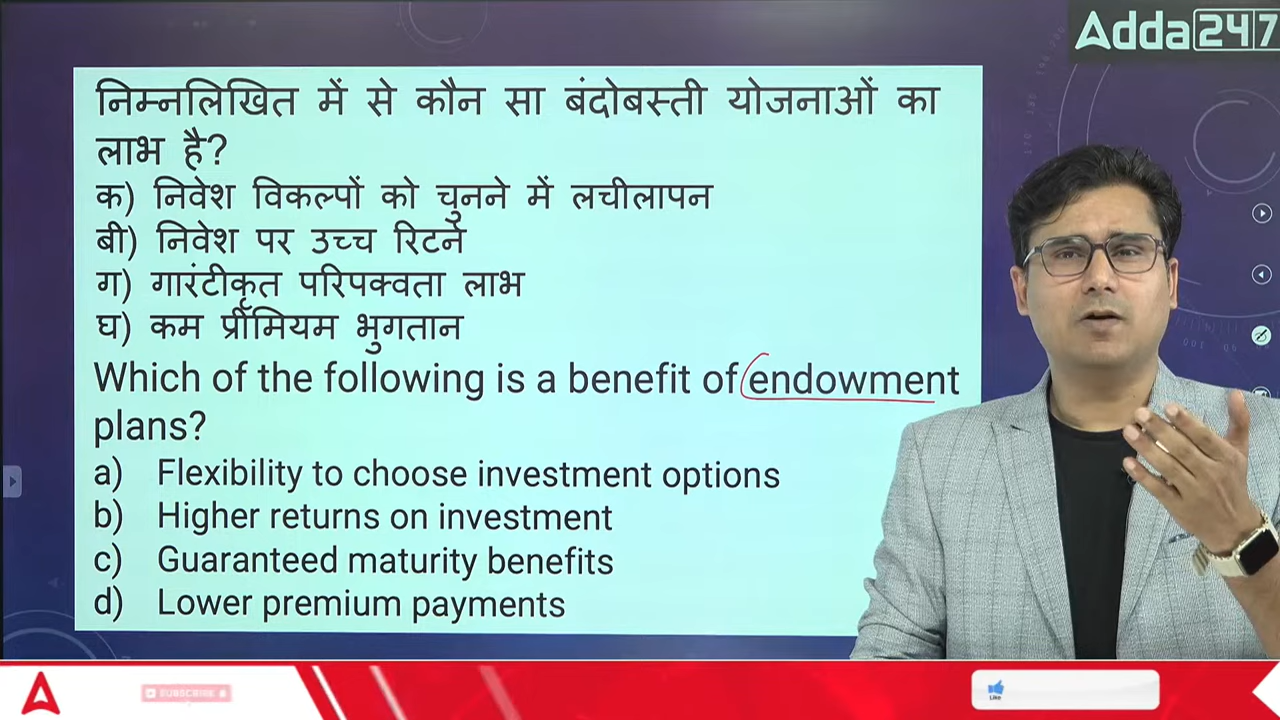 Adda247
निम्नलिखित में से कौन सा बंदोबस्ती योजनाओं का
लाभ है?
क) निवेश विकल्पों को चुनने में लचीलापन
बी) निवेश पर उच्च रिटर्न
ग) गारंटीकृत परिपक्वता लाभ
घ) कम प्रीमियम भुगतान
Which of the following is a benefit of endowment
plans?
a) Flexibility to choose investment options
b) Higher returns on investment
c) Guaranteed maturity benefits
d) Lower premium payments
SUBSCRIBE
Like